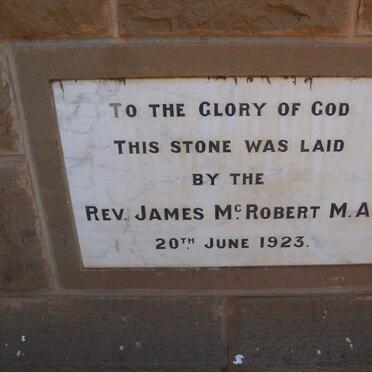 TO THE GLORY OF GOD
THIS STONE WAS LAID
BY THE
REV. JAMES McROBERT M.A
20TH JUNE 1923.